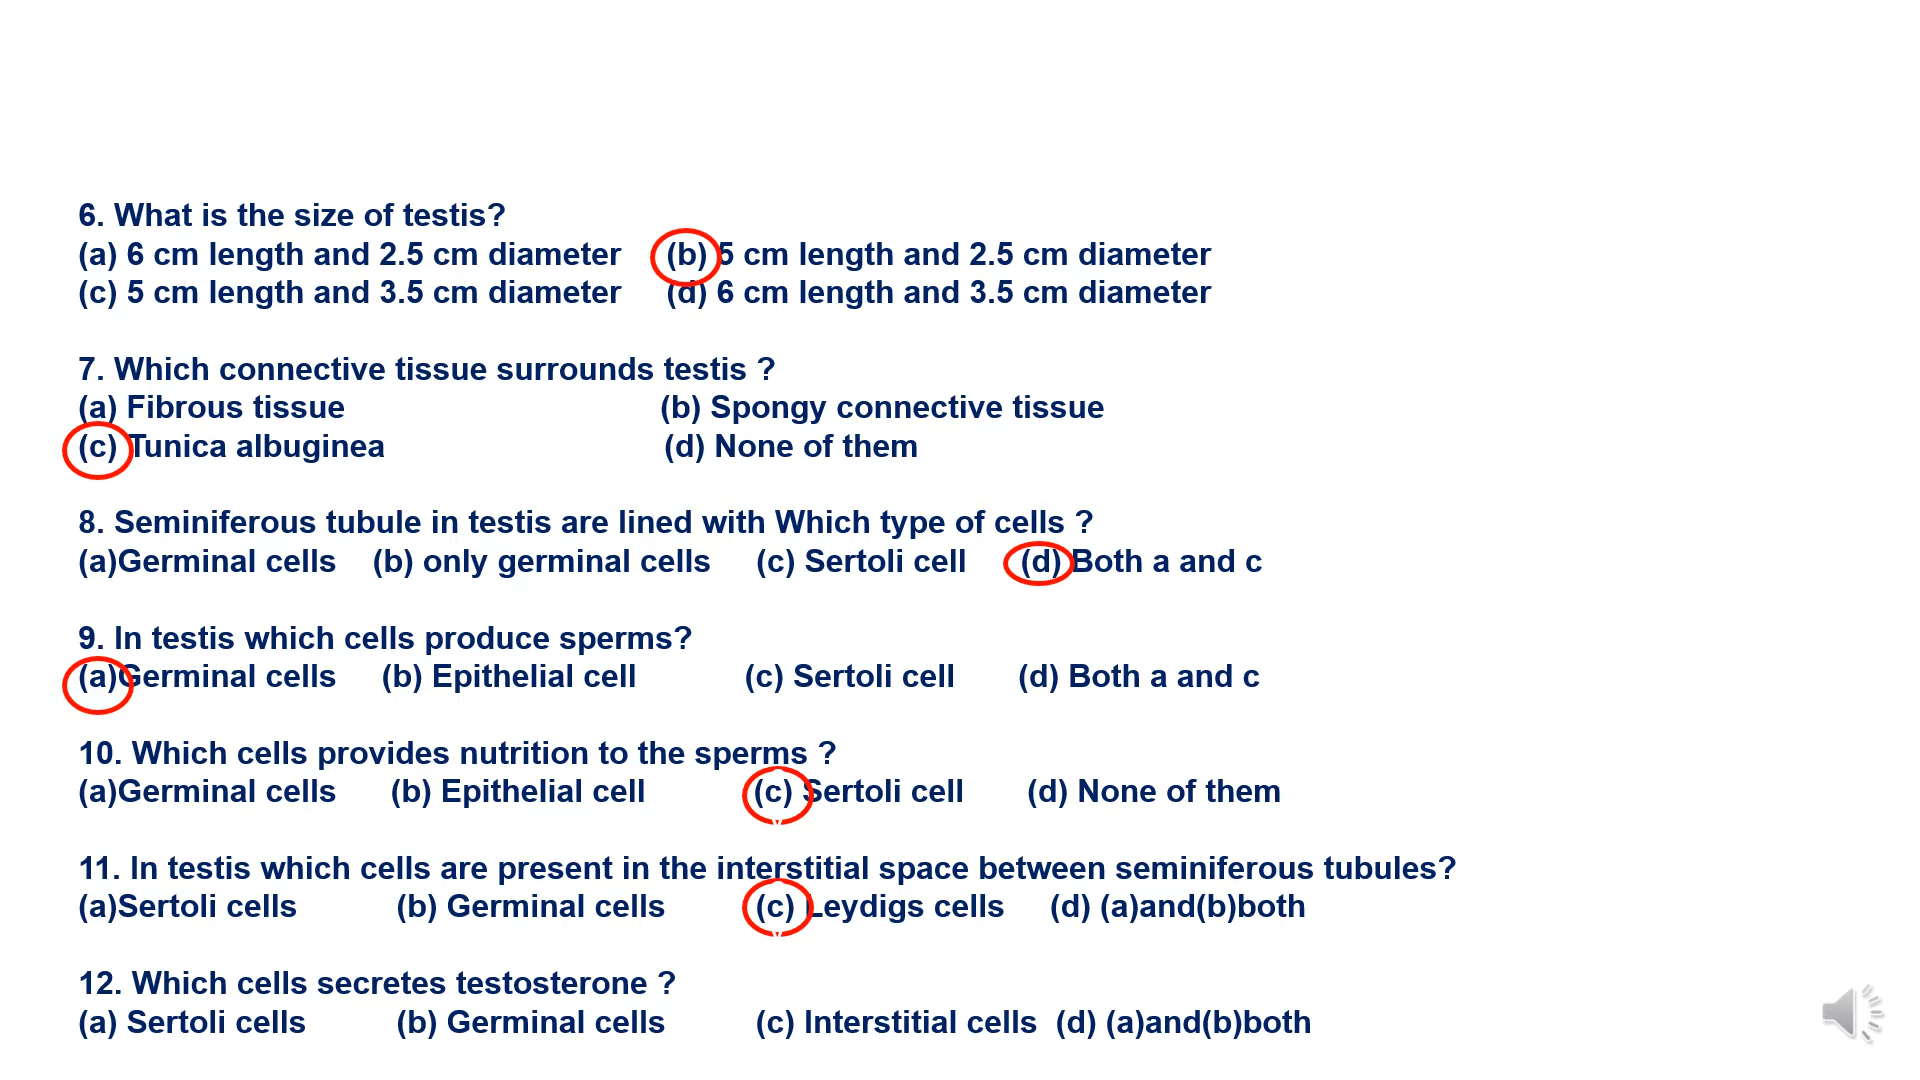 6. What is the size of testis?
(a) 6 cm length and 2.5 cm diameter (b) 5 cm length and 2.5 cm diameter
(c) 5 cm length and 3.5 cm diameter (d) 6 cm length and 3.5 cm diameter
7. Which connective tissue surrounds testis ?
(a) Fibrous tissue (b) Spongy connective tissue
(c) Tunica albuginea (d) None of them
8. Seminiferous tubule in testis are lined with Which type of cells ?
(a)Germinal cells (b) only germinal cells (c) Sertoli cell (d) Both a and c
9. In testis which cells produce sperms?
(a)Germinal cells (b) Epithelial cell (c) Sertoli cell (d) Both a and c
10. Which cells provides nutrition to the sperms ?
(a)Germinal cells (b) Epithelial cell (c) Sertoli cell (d) None of them
11. In testis which cells are present in the interstitial space between seminiferous tubules?
(a)Sertoli cells (b) Germinal cells (c) Leydigs cells (d) (a)and(b)both
12. Which cells secretes testosterone ?
(a) Sertoli cells (b) Germinal cells (c) Interstitial cells (d) (a)and(b)both